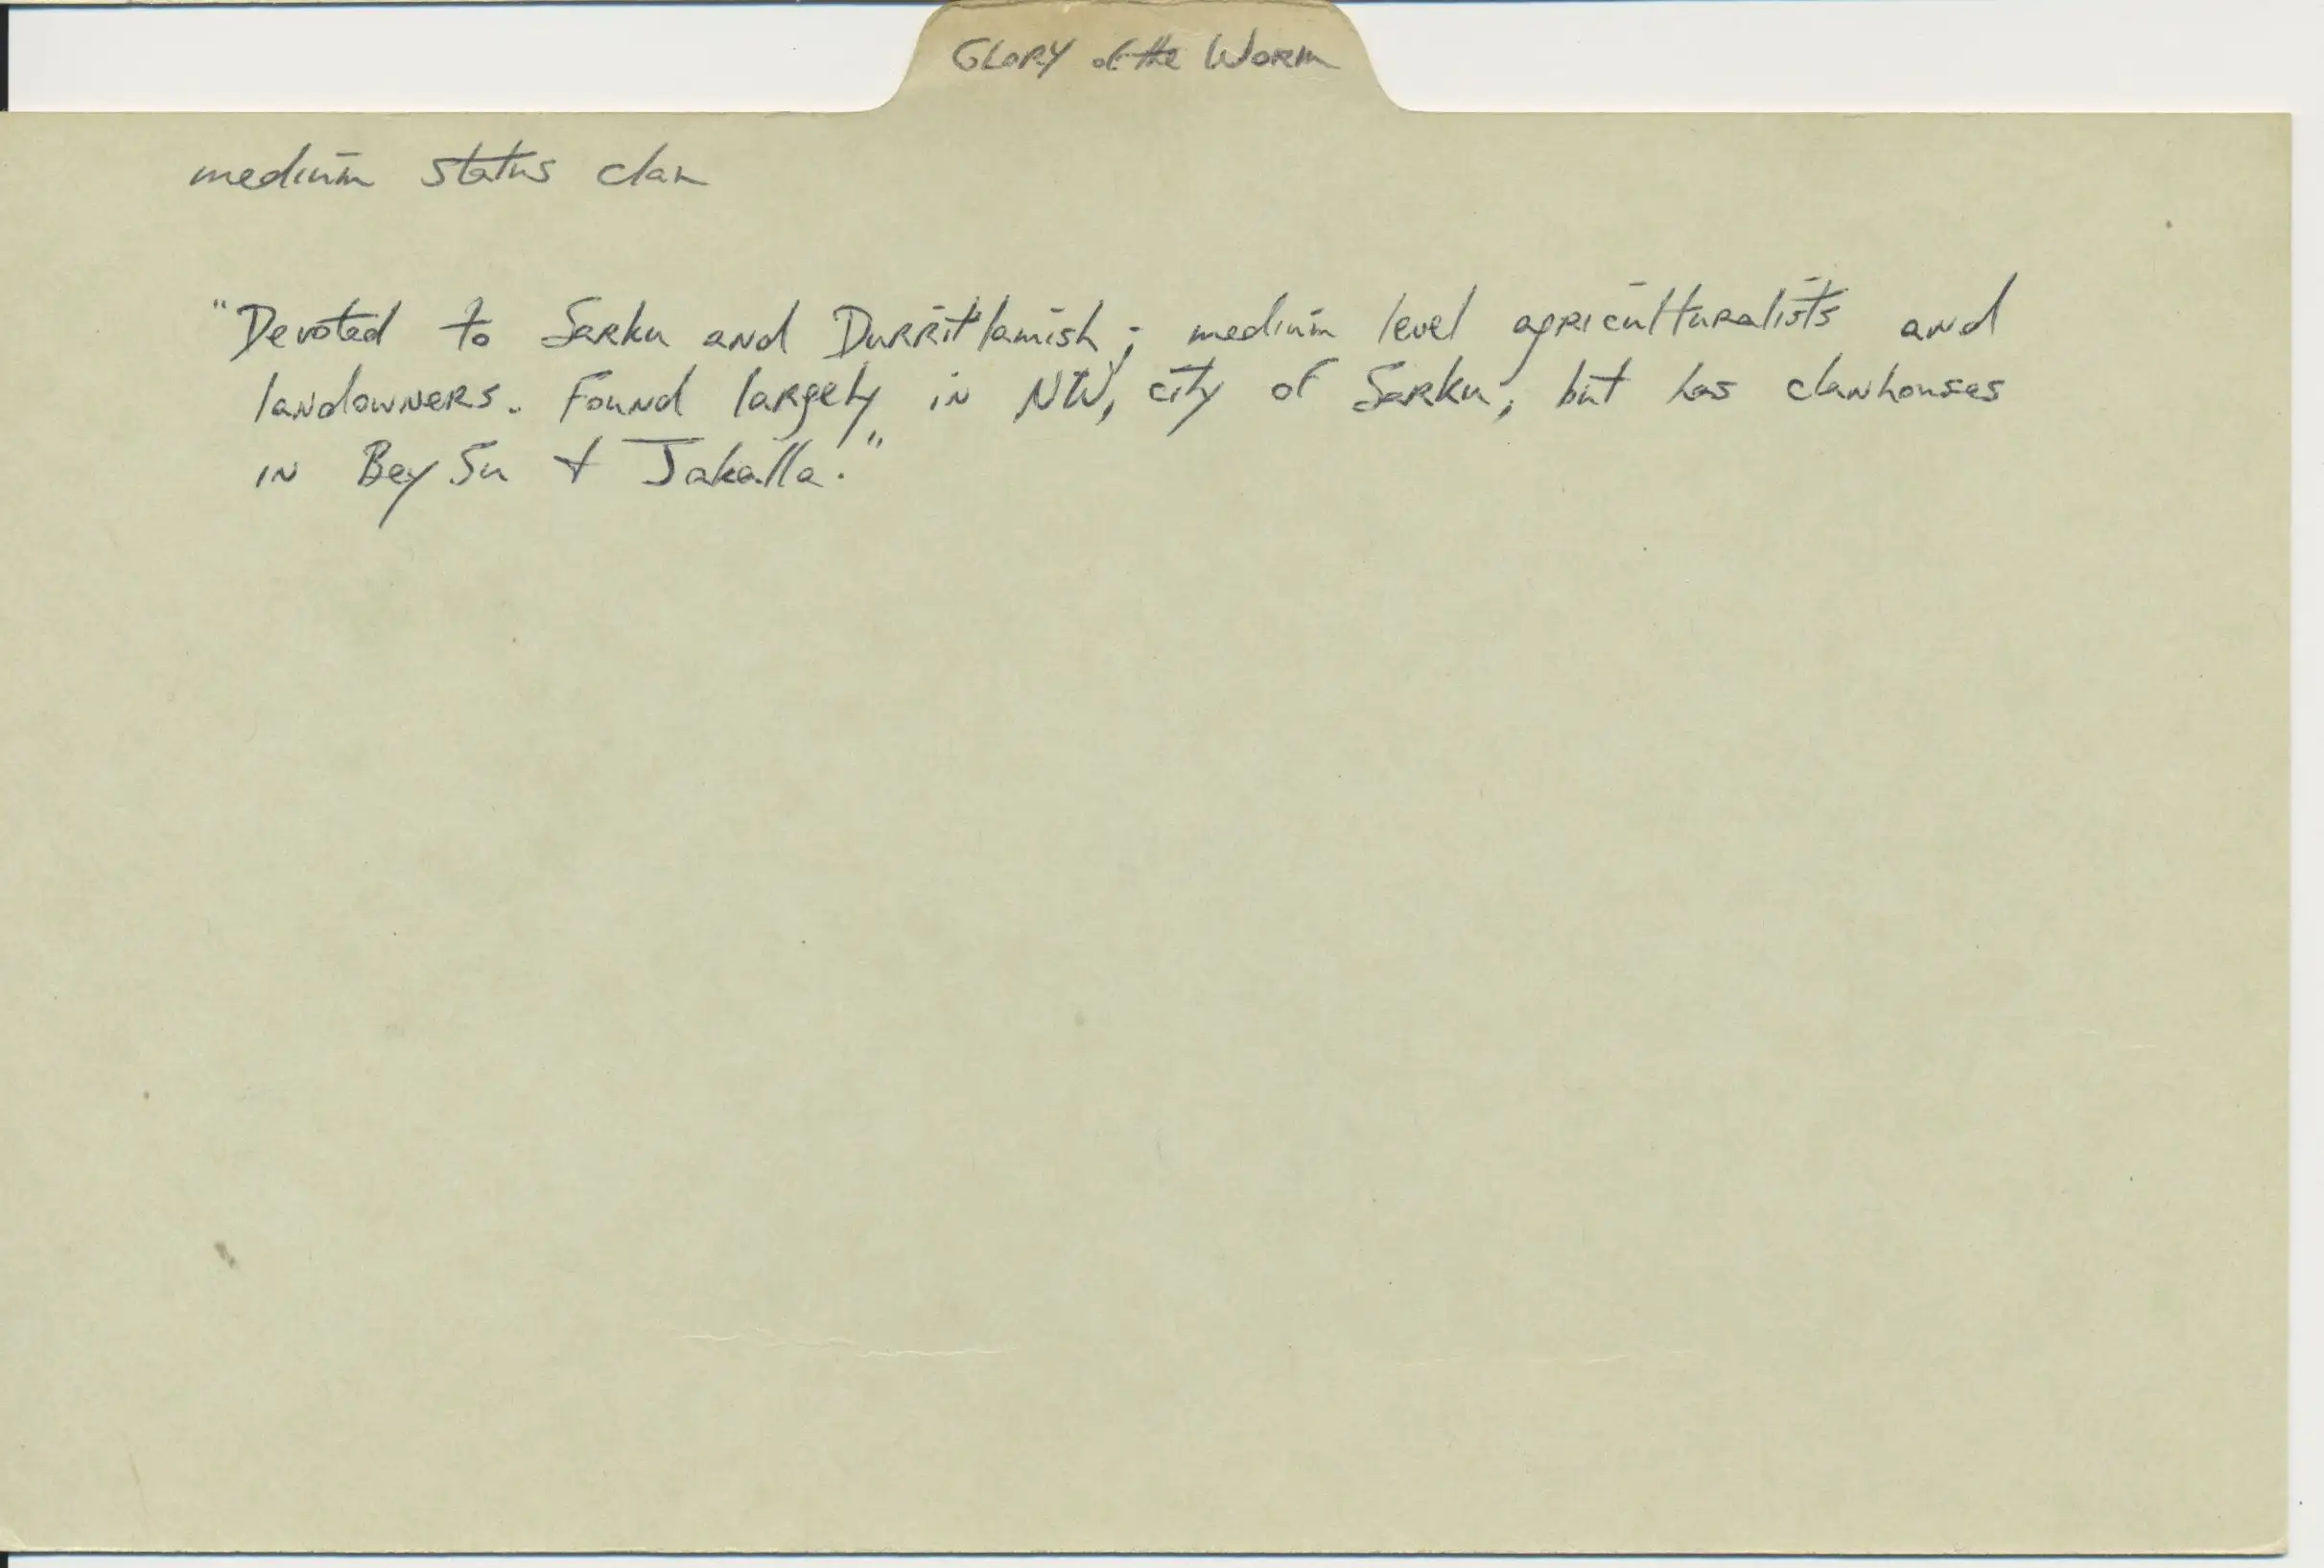 Glory of the Worm
medium status clan
"Devoted to Sarku and Durritlamish; medium level agriculturalists and
landowners. Found largely in NW, city of Sarku; but has clanhouses
in Bey Su + Jakalla."